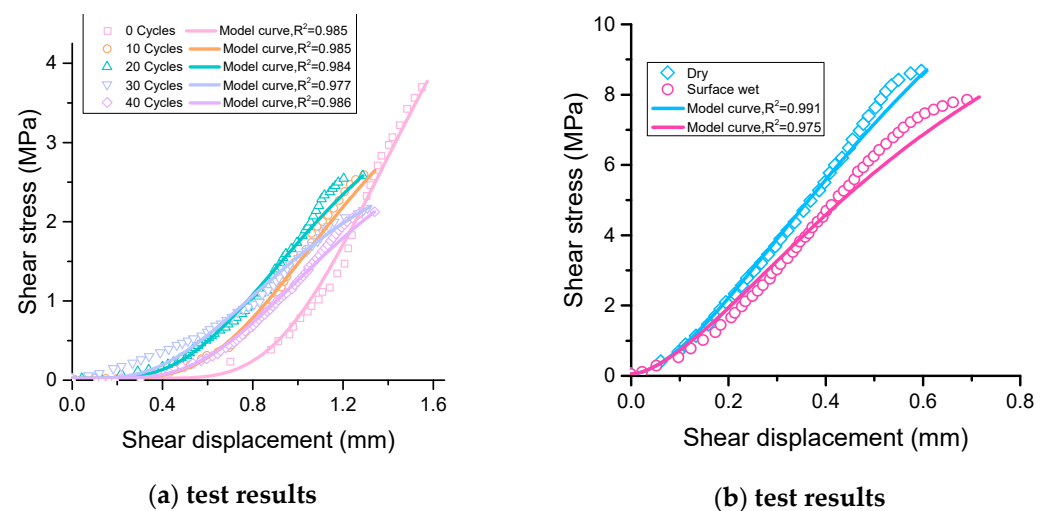 0 Cycles Model curve,R²=0.985
10 Cycles Model curve,R²=0.985
20 Cycles Model curve,R²=0.984
30 Cycles Model curve,R²=0.977
40 Cycles Model curve,R²=0.986
4
3
2
1
0
Shear stress (MPa)
0.0 0.4 0.8 1.2 1.6
Shear displacement (mm)
(a) test results
10
8
6
4
2
0
Shear stress (MPa)
Dry
Surface wet
Model curve,R²=0.991
Model curve,R²=0.975
0.0 0.2 0.4 0.6 0.8
Shear displacement (mm)
(b) test results